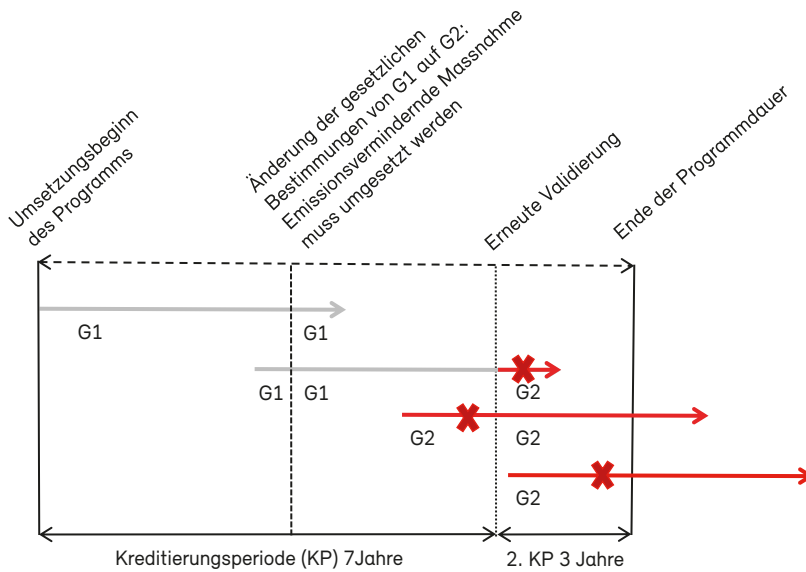 Umsetzungsbeginn
des Programms
Änderung der gesetzlichen
Bestimmungen von G1 auf G2:
Emissionsvermindernde Massnahme
muss umgesetzt werden
Erneute Validierung
Ende der Programmdauer
G1
G1
G1
G1
G2
G2
G2
G2
Kreditierungsperiode (KP) 7Jahre
2. KP 3 Jahre